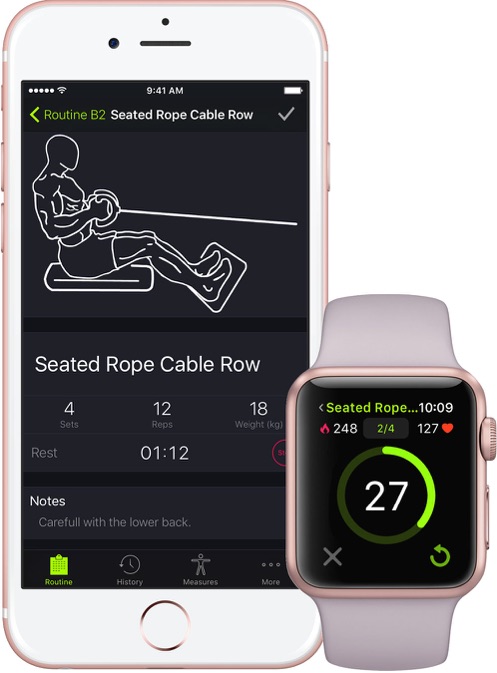 9:41 AM
Routine B2 Seated Rope Cable Row
Seated Rope Cable Row
4 12 18
Sets Reps Weight (kg)
Rest 01:12
Notes
Carefull with the lower back.
Routine History Measures More
Seated Rope...10:09
248 2/4 127
27